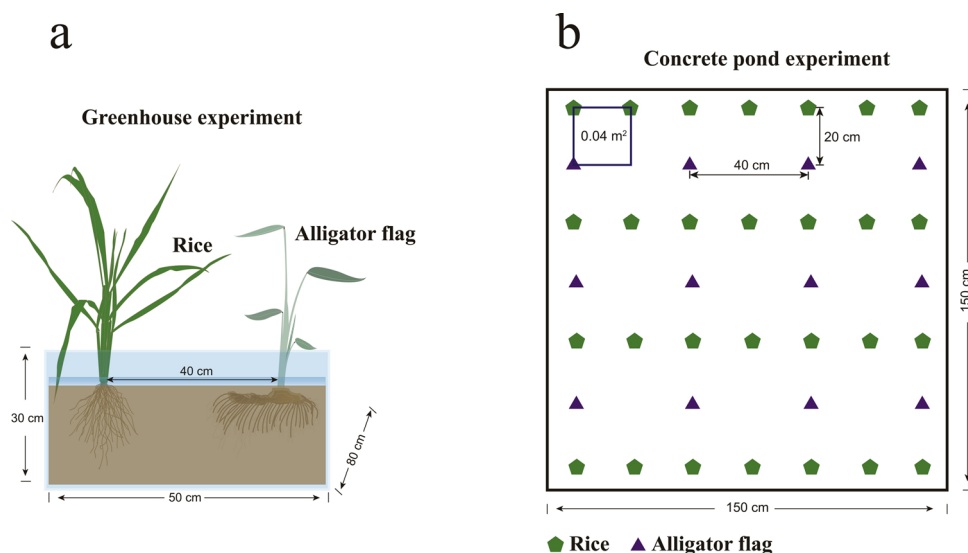 a
Greenhouse experiment
Rice
Alligator flag
40 cm
30 cm
80 cm
50 cm
b
Concrete pond experiment
0.04 m²
20 cm
40 cm
150 cm
150 cm
Rice
Alligator flag